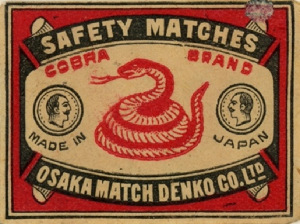 SAFETY MATCHES
COBRA BRAND
MADE IN JAPAN
OSAKA MATCH DENKO CO. LTD